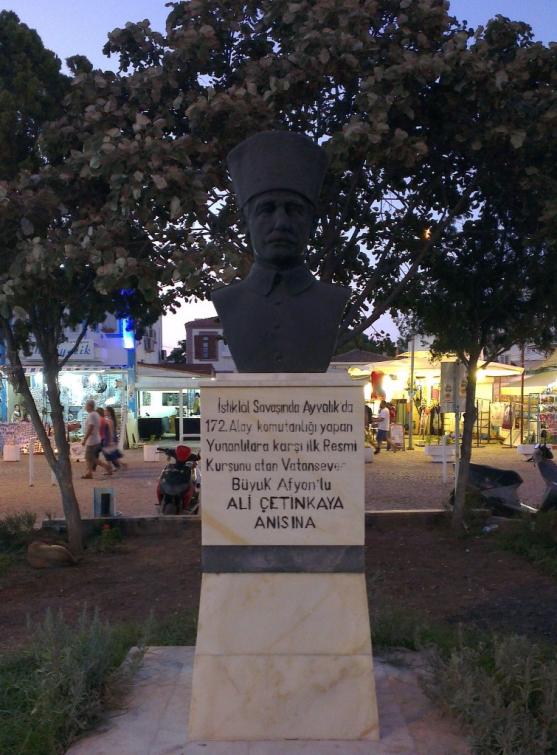 İstiklal Savaşında Ayvalık'da
172. Alay komutanlığı yapan
Yunanlılara karşı ilk Resmi
Kurşunu atan Vatansever
Büyük Afyon'lu
ALİ ÇETİNKAYA
ANISINA